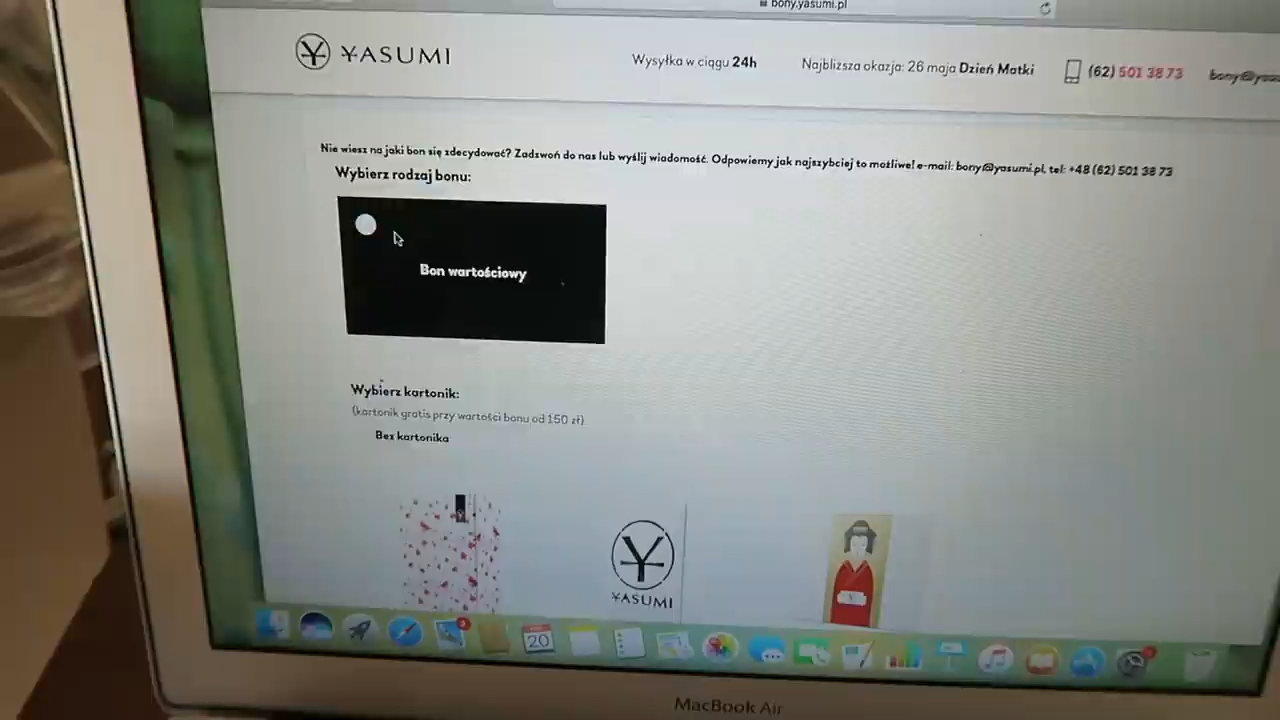 bony.yasumi.pl
YASUMI
Wysyłka w ciągu 24h
Najbliższa okazja: 26 maja Dzień Matki
(62) 501 38 73
Nie wiesz na jaki bon się zdecydować? Zadzwoń do nas lub wyślij wiadomość. Odpowiemy jak najszybciej to możliwe! e-mail: bony@yasumi.pl, tel: +48 (62) 501 38 73
Wybierz rodzaj bonu:
Bon wartościowy
Wybierz kartonik:
(kartonik gratis przy wartości bonu od 150 zł)
Bez kartonika
YASUMI
20
MacBook Air